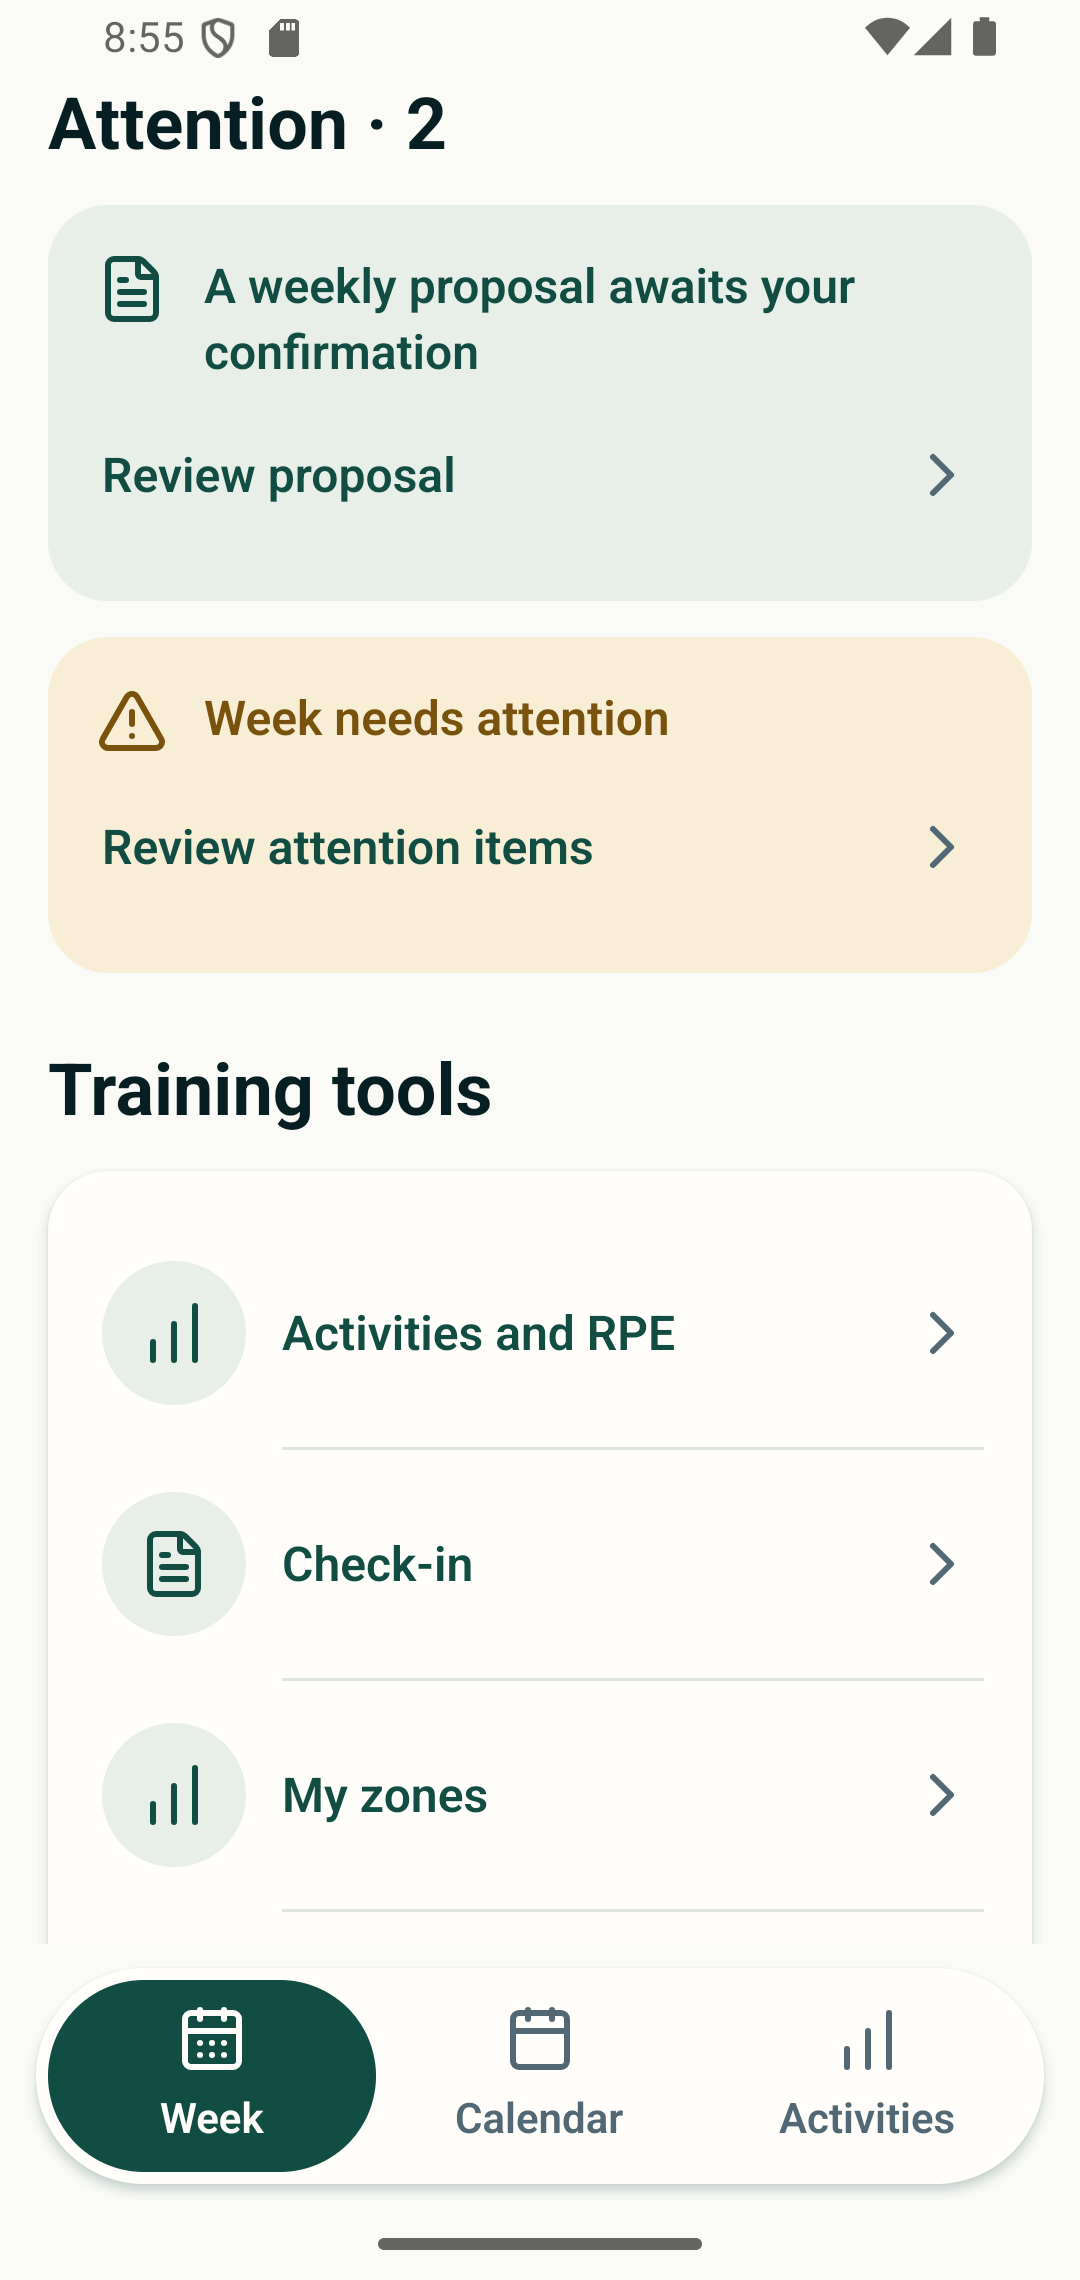 8:55
Attention · 2
A weekly proposal awaits your
confirmation
Review proposal
Week needs attention
Review attention items
Training tools
Activities and RPE
Check-in
My zones
Week
Calendar
Activities